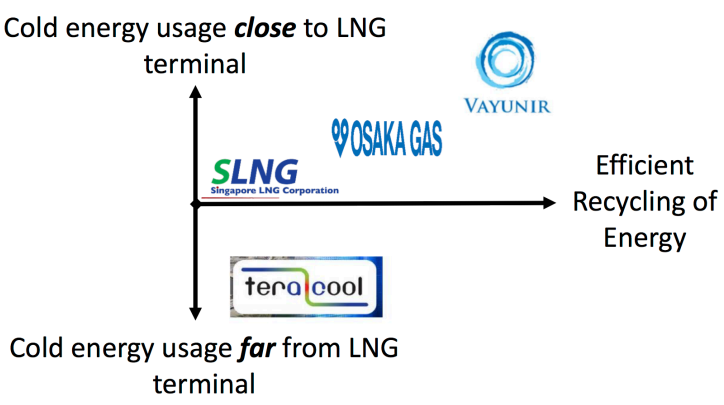 Cold energy usage close to LNG
terminal
VAYUNIR
OSAKA GAS
SLNG
Singapore LNG Corporation
Efficient
Recycling of
Energy
teracool
Cold energy usage far from LNG
terminal